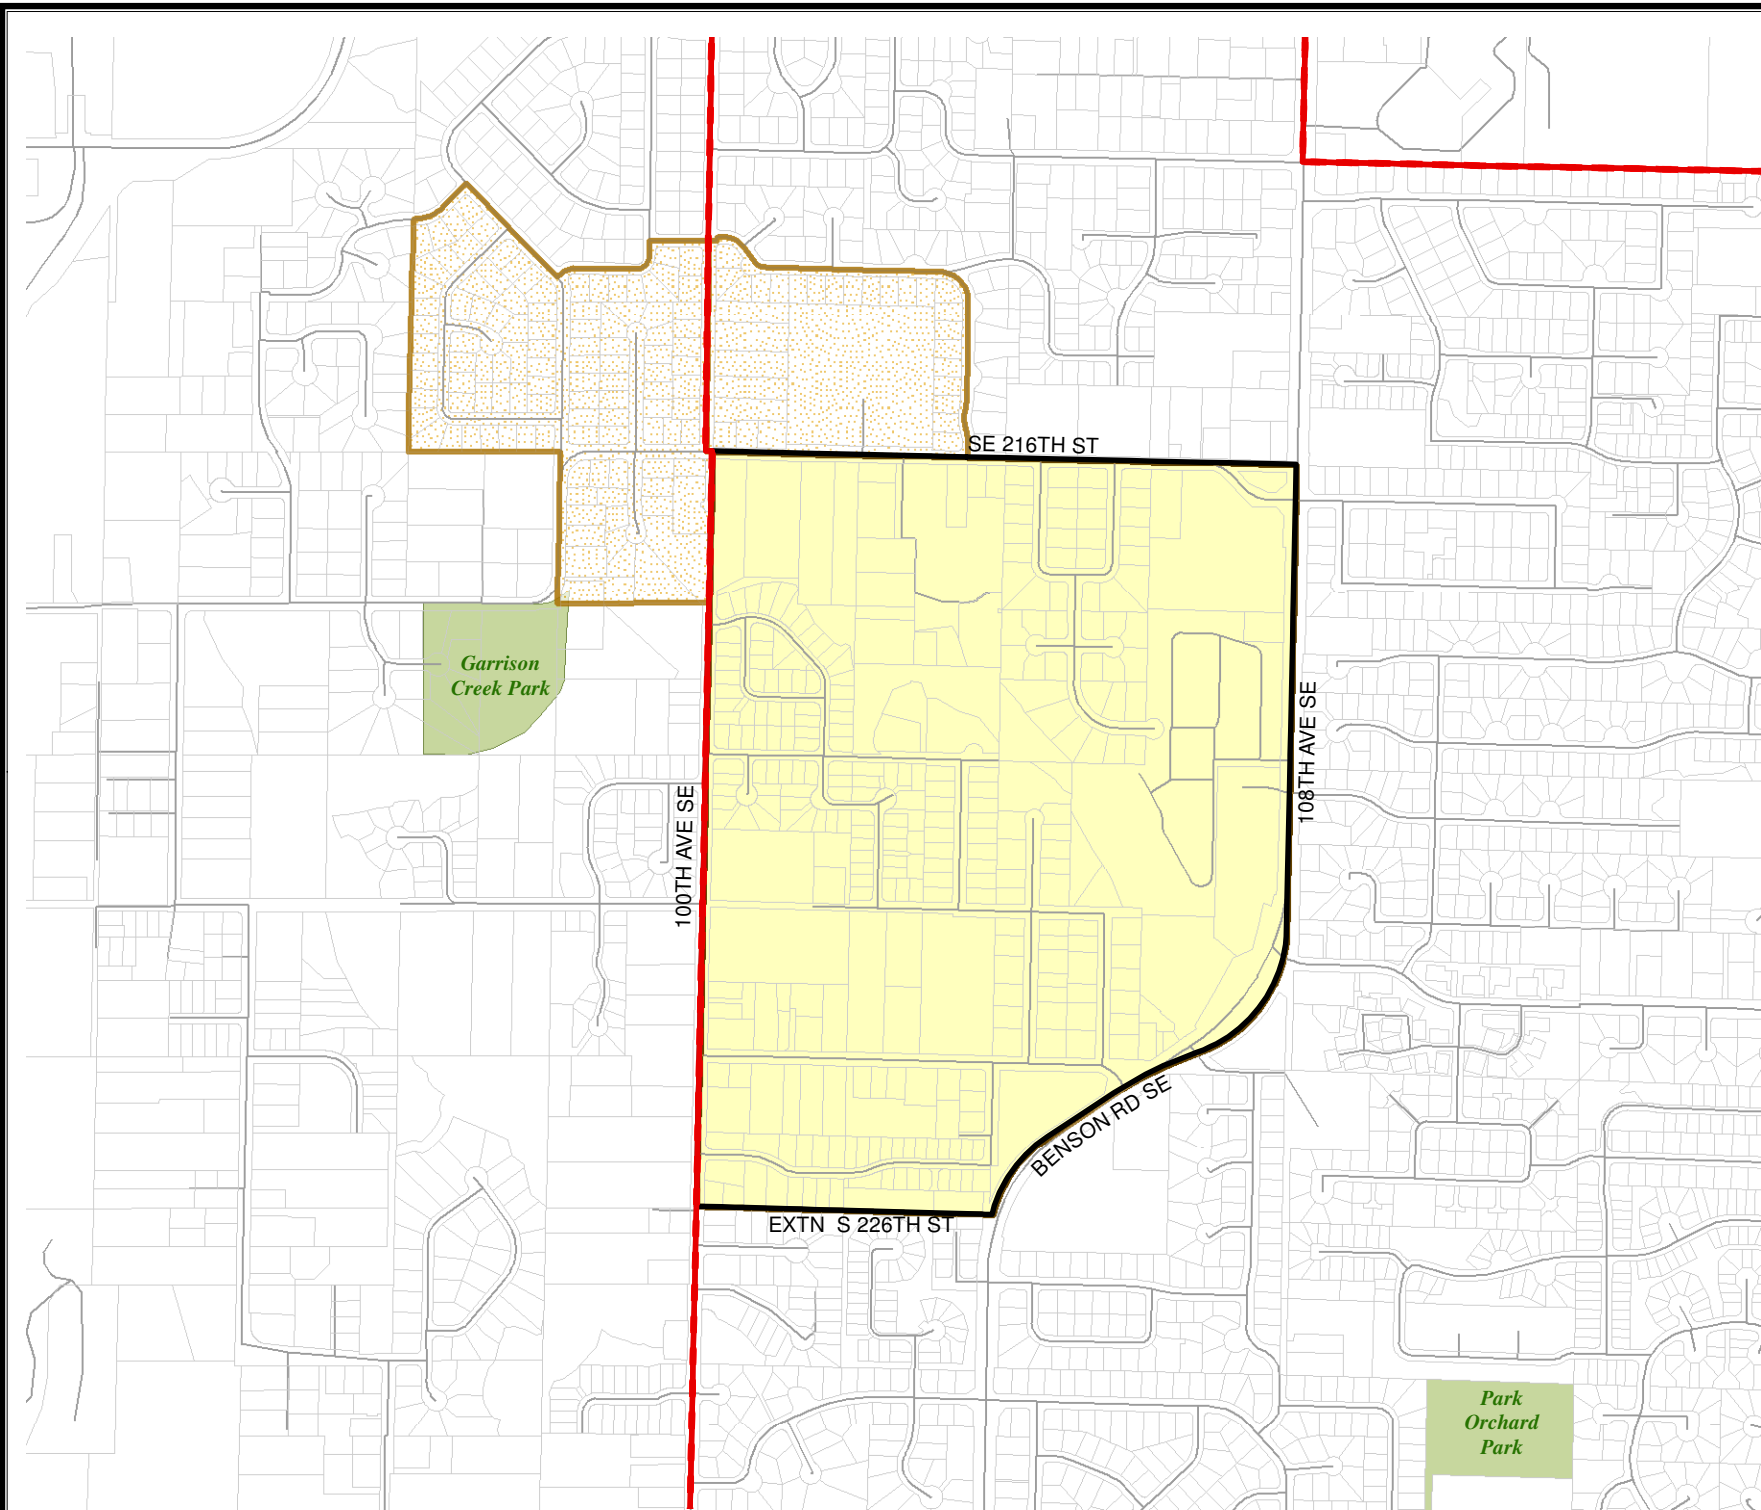 SE 216TH ST
Garrison
Creek Park
108TH AVE SE
100TH AVE SE
BENSON RD SE
EXTN  S 226TH ST
Park
Orchard
Park